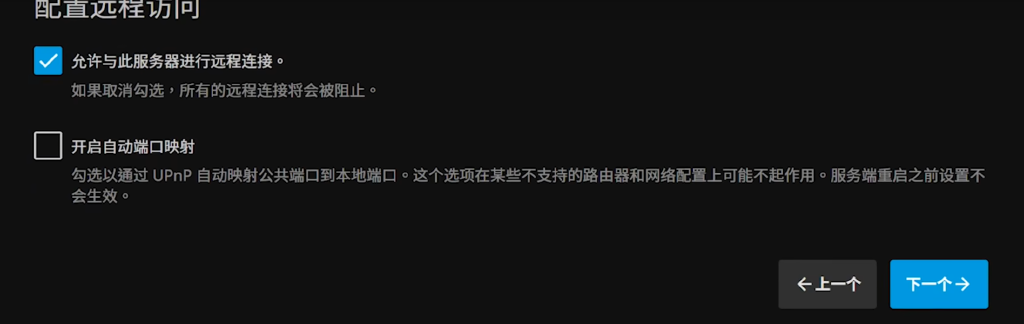 配置远程访问
允许与此服务器进行远程连接。
如果取消勾选，所有的远程连接将会被阻止。
开启自动端口映射
勾选以通过 UPnP 自动映射公共端口到本地端口。这个选项在某些不支持的路由器和网络配置上可能不起作用。服务端重启之前设置不
会生效。
上一个
下一个